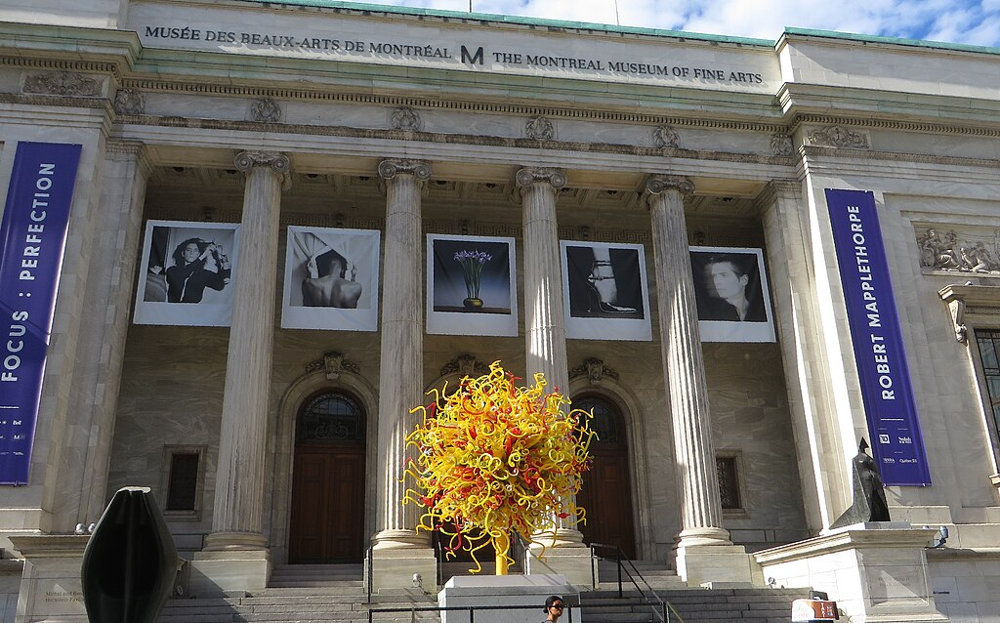 MUSÉE DES BEAUX-ARTS DE MONTRÉAL M THE MONTREAL MUSEUM OF FINE ARTS
FOCUS : PERFECTION
ROBERT MAPPLETHORPE